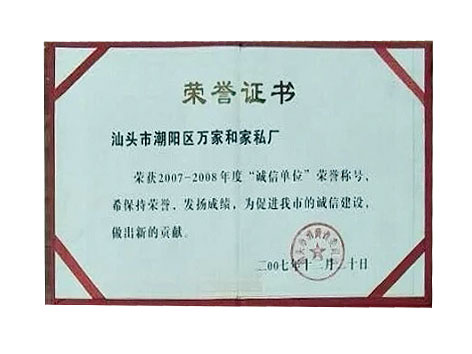 荣誉证书
汕头市潮阳区万家和家私厂
荣获2007-2008年度“诚信单位”荣誉称号，
希保持荣誉、发扬成绩，为促进我市的诚信建设，
做出新的贡献。
二00七年十二月二十日